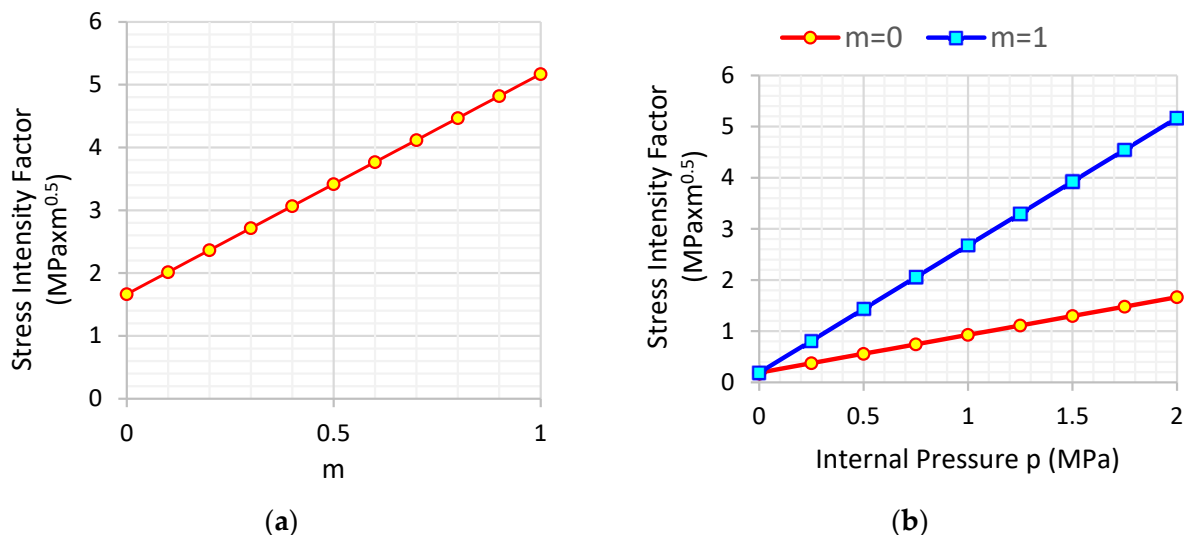 Stress Intensity Factor
(MPaxm0.5)
6
5
4
3
2
1
0
0
0.5
1
m
(a)
m=0
m=1
Stress Intensity Factor
(MPaxm0.5)
6
5
4
3
2
1
0
0
0.5
1
1.5
2
Internal Pressure p (MPa)
(b)